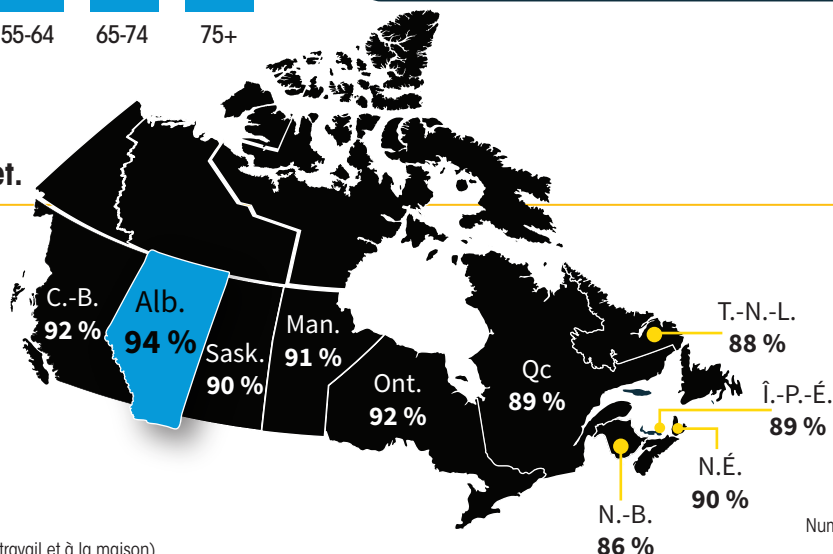 55-64 65-74 75+
et.
C.-B.
92 %
Alb.
94 %
Sask.
90 %
Man.
91 %
Ont.
92 %
Qc
89 %
T.-N.-L.
88 %
Î.-P.-É.
89 %
N.É.
90 %
N.-B.
86 %
travail et à la maison)
Num